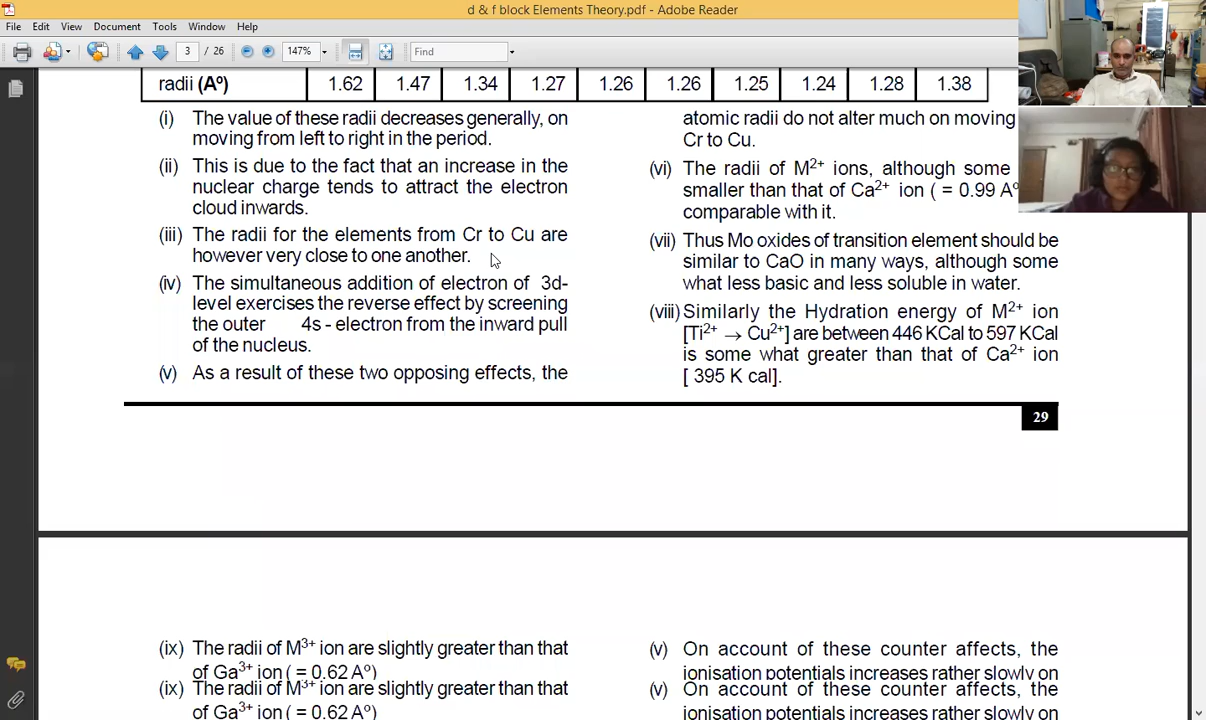 d & f block Elements Theory.pdf - Adobe Reader
File Edit View Document Tools Window Help
3 / 26 147% Find
radii (Aº) 1.62 1.47 1.34 1.27 1.26 1.26 1.25 1.24 1.28 1.38
(i) The value of these radii decreases generally, on
moving from left to right in the period.
(ii) This is due to the fact that an increase in the
nuclear charge tends to attract the electron
cloud inwards.
(iii) The radii for the elements from Cr to Cu are
however very close to one another.
(iv) The simultaneous addition of electron of 3d-
level exercises the reverse effect by screening
the outer 4s - electron from the inward pull
of the nucleus.
(v) As a result of these two opposing effects, the
atomic radii do not alter much on moving
Cr to Cu.
(vi) The radii of M2+ ions, although some
smaller than that of Ca2+ ion ( = 0.99 Aº
comparable with it.
(vii) Thus Mo oxides of transition element should be
similar to CaO in many ways, although some
what less basic and less soluble in water.
(viii) Similarly the Hydration energy of M2+ ion
[Ti2+ → Cu2+] are between 446 KCal to 597 KCal
is some what greater than that of Ca2+ ion
[ 395 K cal].
29
(ix) The radii of M3+ ion are slightly greater than that
of Ga3+ ion ( = 0.62 Aº)
(ix) The radii of M3+ ion are slightly greater than that
of Ga3+ ion ( = 0.62 Aº)
(v) On account of these counter affects, the
ionisation potentials increases rather slowly on
(v) On account of these counter affects, the
ionisation potentials increases rather slowly on